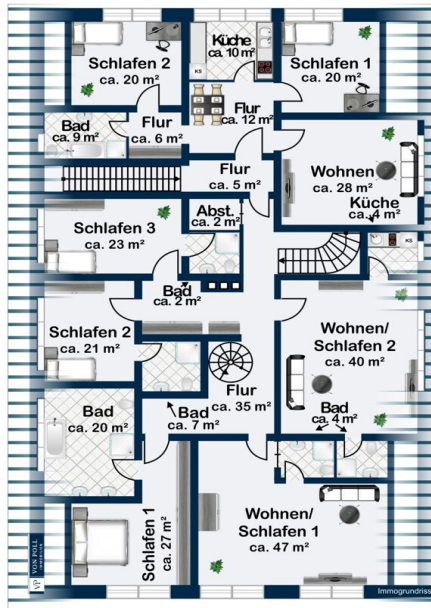 Schlafen 2
ca. 20 m²
Küche
ca. 10 m²
KS
Schlafen 1
ca. 20 m²
Bad
ca. 9 m²
Flur
ca. 6 m²
Flur
ca. 12 m²
Flur
ca. 5 m²
Wohnen
ca. 28 m²
Küche
ca. 4 m²
KS
Schlafen 3
ca. 23 m²
Abst.
ca. 2 m²
Bad
ca. 2 m²
Schlafen 2
ca. 21 m²
Wohnen/
Schlafen 2
ca. 40 m²
Flur
ca. 35 m²
Bad
ca. 20 m²
Bad
ca. 7 m²
Bad
ca. 4 m²
Schlafen 1
ca. 27 m²
Wohnen/
Schlafen 1
ca. 47 m²
VON POLL
IMMOBILIEN
VP
Immogrundriss